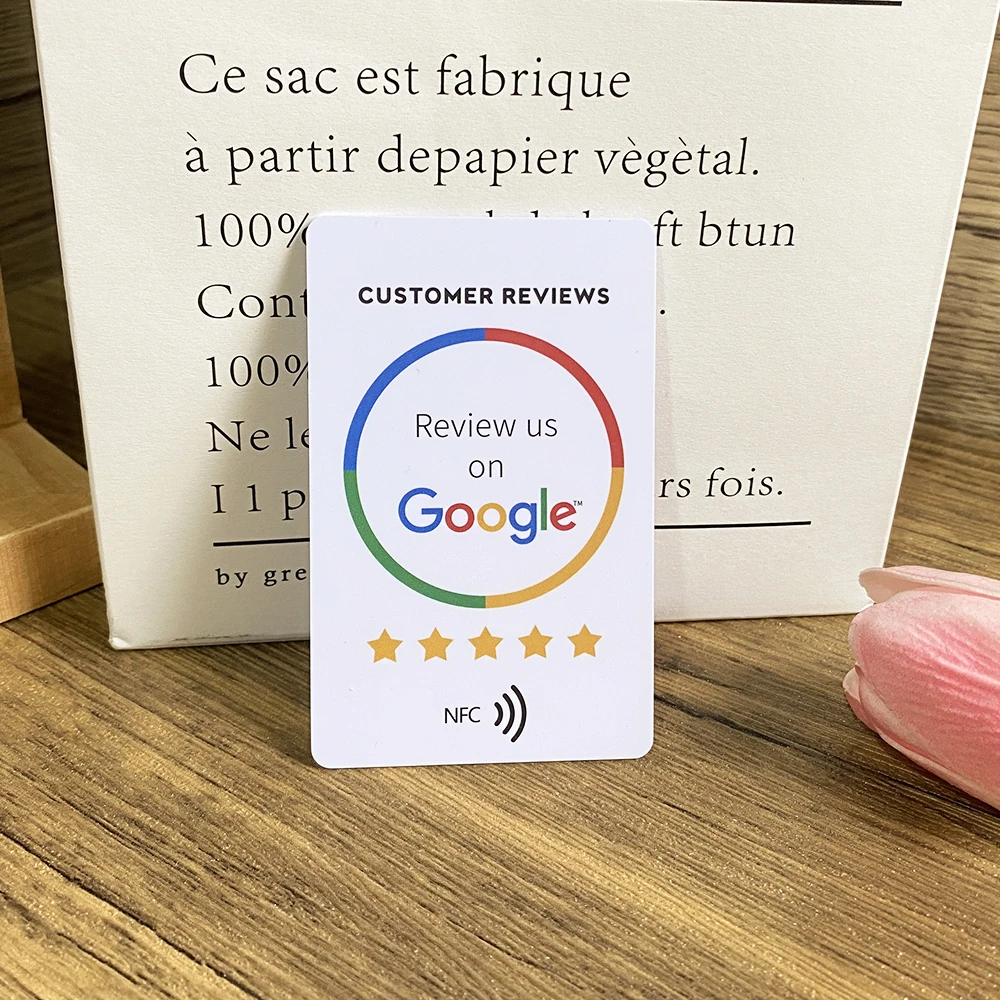 Ce sac est fabrique
à partir depapier vègètal.
100% ft btun
Cont .
100%
Ne le
I 1 p rs fois.
by gre
CUSTOMER REVIEWS
Review us
on
Google™
NFC